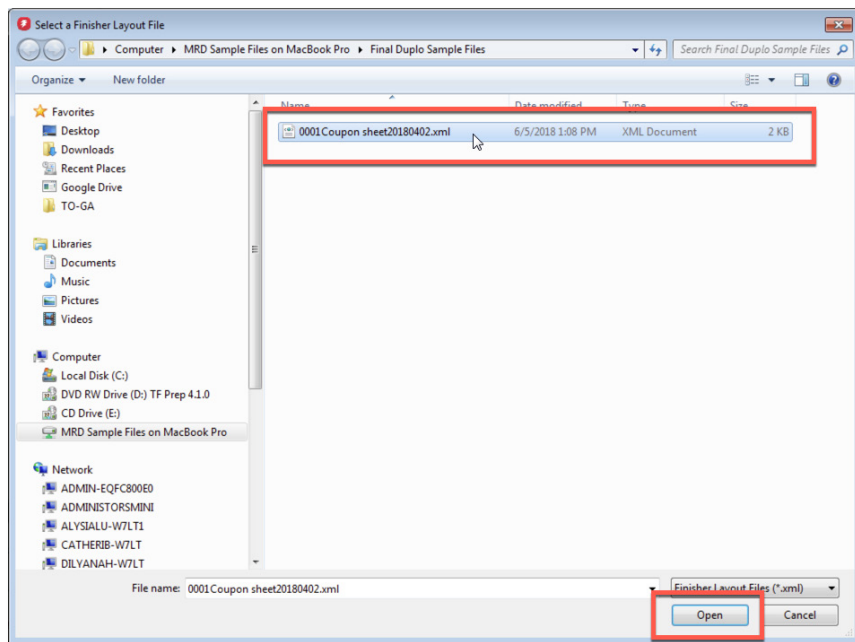 Select a Finisher Layout File
Computer MRD Sample Files on MacBook Pro Final Duplo Sample Files
Search Final Duplo Sample Files
Organize New folder
Name Date modified Type Size
0001Coupon sheet20180402.xml 6/5/2018 1:08 PM XML Document 2 KB
Favorites
Desktop
Downloads
Recent Places
Google Drive
TO-GA
Libraries
Documents
Music
Pictures
Videos
Computer
Local Disk (C:)
DVD RW Drive (D:) TF Prep 4.1.0
CD Drive (E:)
MRD Sample Files on MacBook Pro
Network
ADMIN-EQFC800E0
ADMINISTORSMINI
ALYSIALU-W7LT1
CATHERIB-W7LT
DILYANAH-W7LT
File name: 0001Coupon sheet20180402.xml Finisher Layout Files (*.xml)
Open Cancel